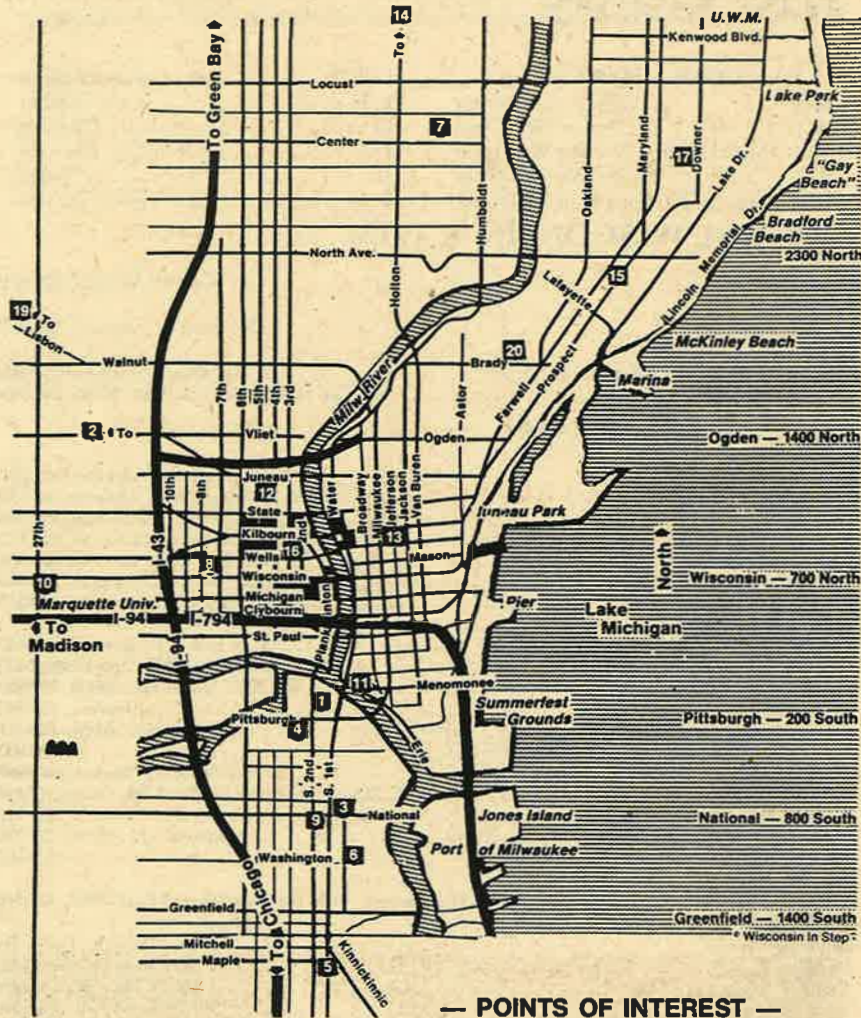 U.W.M.
14
To
Kenwood Blvd.
To Green Bay
Locust
Lake Park
7
Center
Maryland
17
Downer
Lake Dr.
"Gay
Beach"
Oakland
Humboldt
Bradford
Beach
North Ave.
2300 North
Holton
Lafayette
15
Lincoln Memorial Dr.
19
To
Lisbon
Walnut
20
Brady
McKinley Beach
Marina
7th
6th
5th
4th
3rd
Milw. River
Astor
Farwell
Prospect
2
To
Vliet
Ogden
Ogden — 1400 North
Juneau
10th
8th
12
Water
Broadway
Milwaukee
Jefferson
Jackson
Van Buren
Juneau Park
State
27th
I-43
Kilbourn
2nd
13
North
Wells
16
Mason
8
Wisconsin
Wisconsin — 700 North
10
Marquette Univ.
Michigan
Plankinton
Pier
Lake
Michigan
Clybourn
I-94
I-794
To
Madison
St. Paul
I-94
11
Menomonee
1
Summerfest
Grounds
Pittsburgh
4
Pittsburgh — 200 South
Erie
S. 2nd
S. 1st
3
9
National
Jones Island
National — 800 South
6
Port of Milwaukee
Washington
To Chicago
Greenfield
Greenfield — 1400 South
© Wisconsin In Step
Mitchell
Maple
5
Kinnickinnic
— POINTS OF INTEREST —